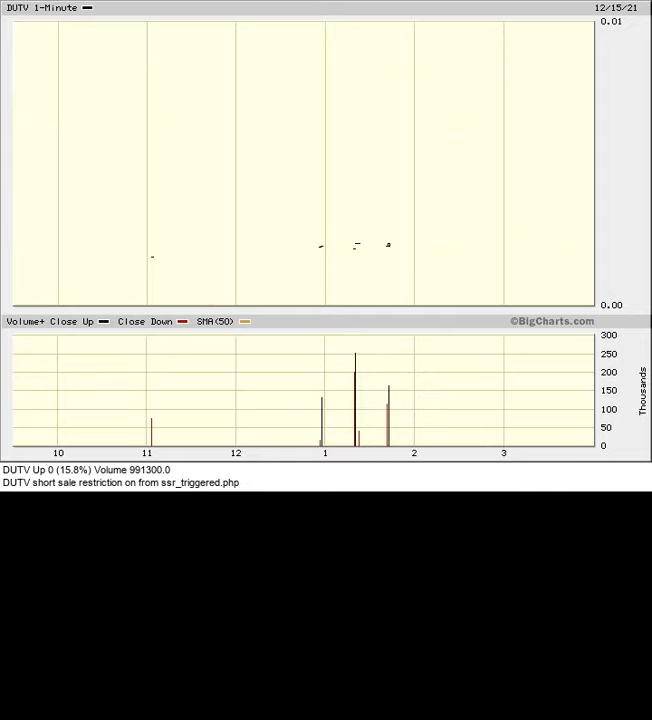 DUTV 1-Minute 12/15/21
0.01
0.00
Volume+ Close Up Close Down SMA(50) ©BigCharts.com
300
250
200
150
100
50
0
Thousands
10 11 12 1 2 3
DUTV Up 0 (15.8%) Volume 991300.0
DUTV short sale restriction on from ssr_triggered.php